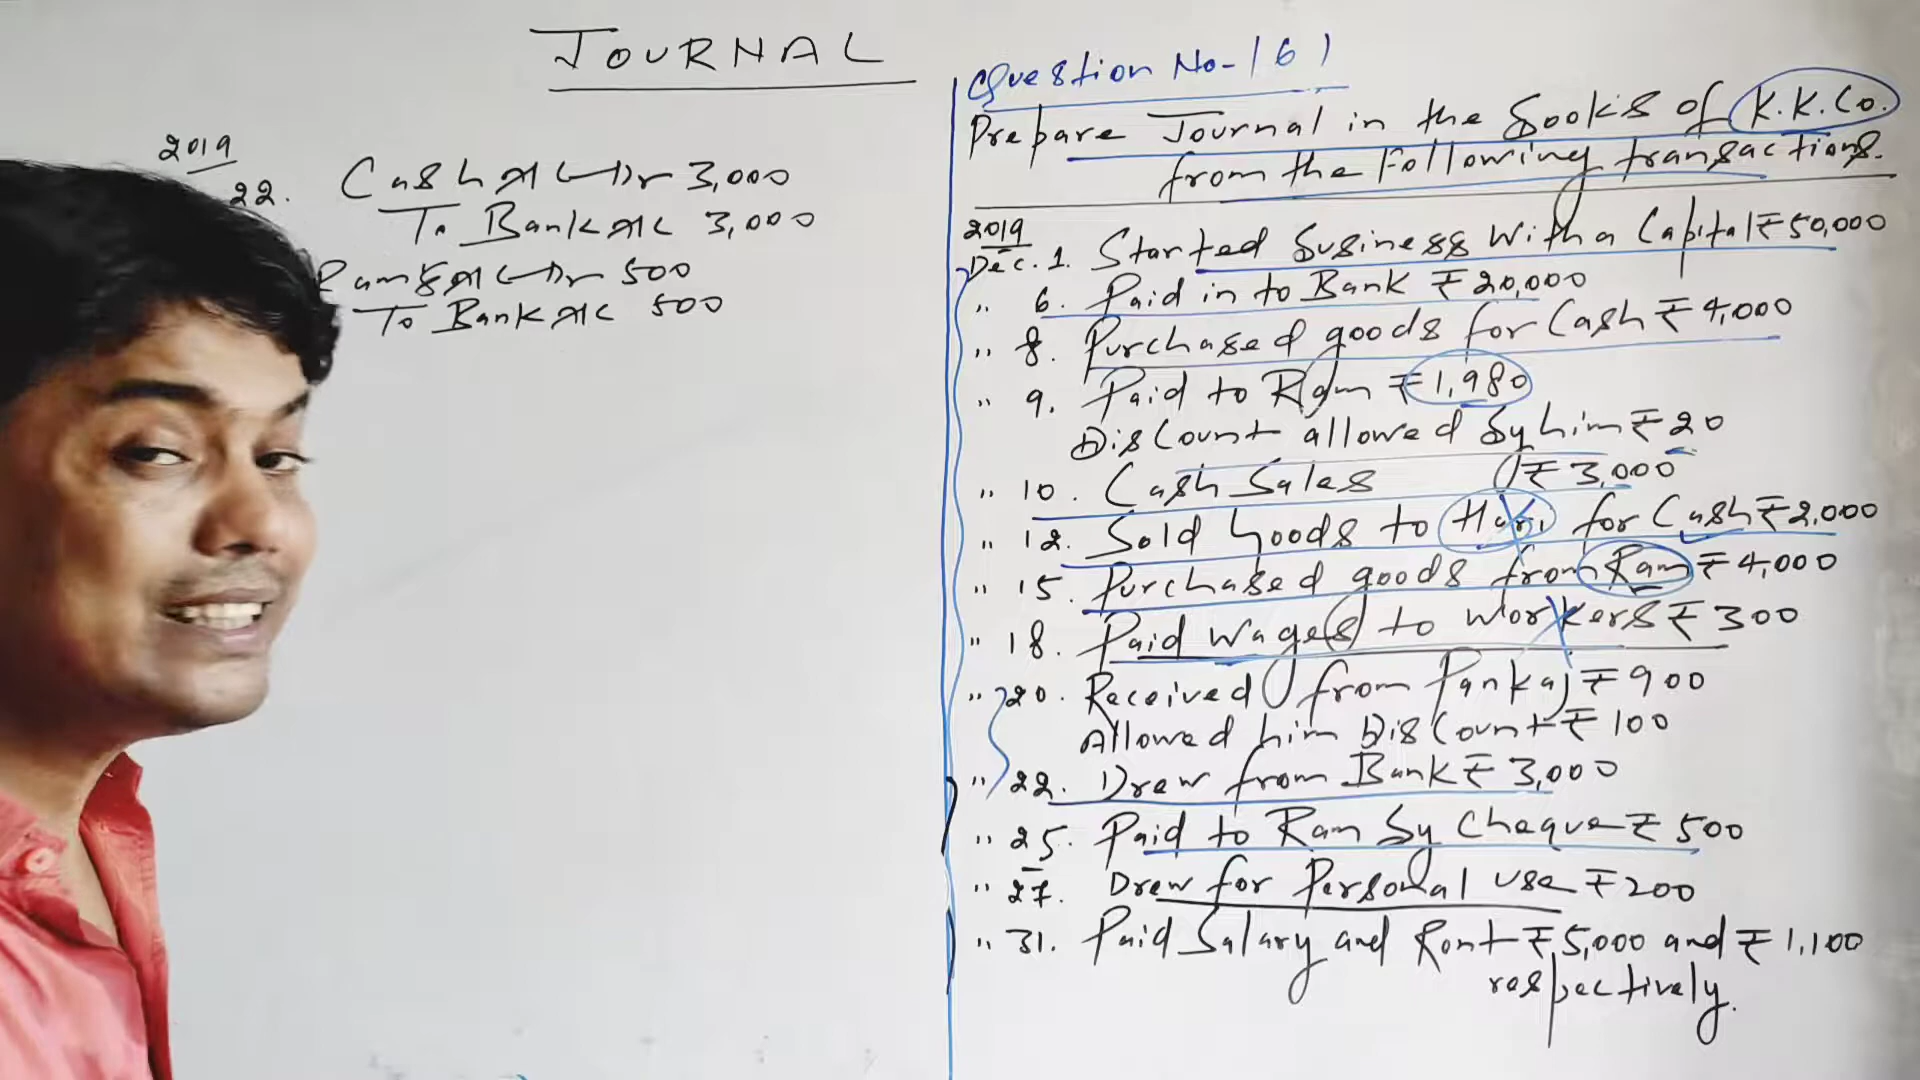 JOURNAL
2019
22. Cash A/c Dr 3,000
To Bank A/c 3,000
Ram's A/c Dr 500
To Bank A/c 500
Question No-161
Prepare Journal in the books of K.K.Co.
from the following transactions.
2019
Dec. 1. Started business with a Capital ₹50,000
" 6. Paid in to Bank ₹20,000
" 8. Purchased goods for Cash ₹4,000
" 9. Paid to Ram ₹1,980
Discount allowed by him ₹20
" 10. Cash Sales ₹3,000
" 12. Sold Goods to Hari for Cash ₹2,000
" 15. Purchased goods from Ram ₹4,000
" 18. Paid wages to workers ₹300
" 20. Received from Pankaj ₹900
Allowed him Discount ₹100
" 22. Drew from Bank ₹3,000
" 25. Paid to Ram by Cheque ₹500
" 27. Drew for Personal use ₹200
" 31. Paid Salary and Rent ₹5,000 and ₹1,100
respectively.